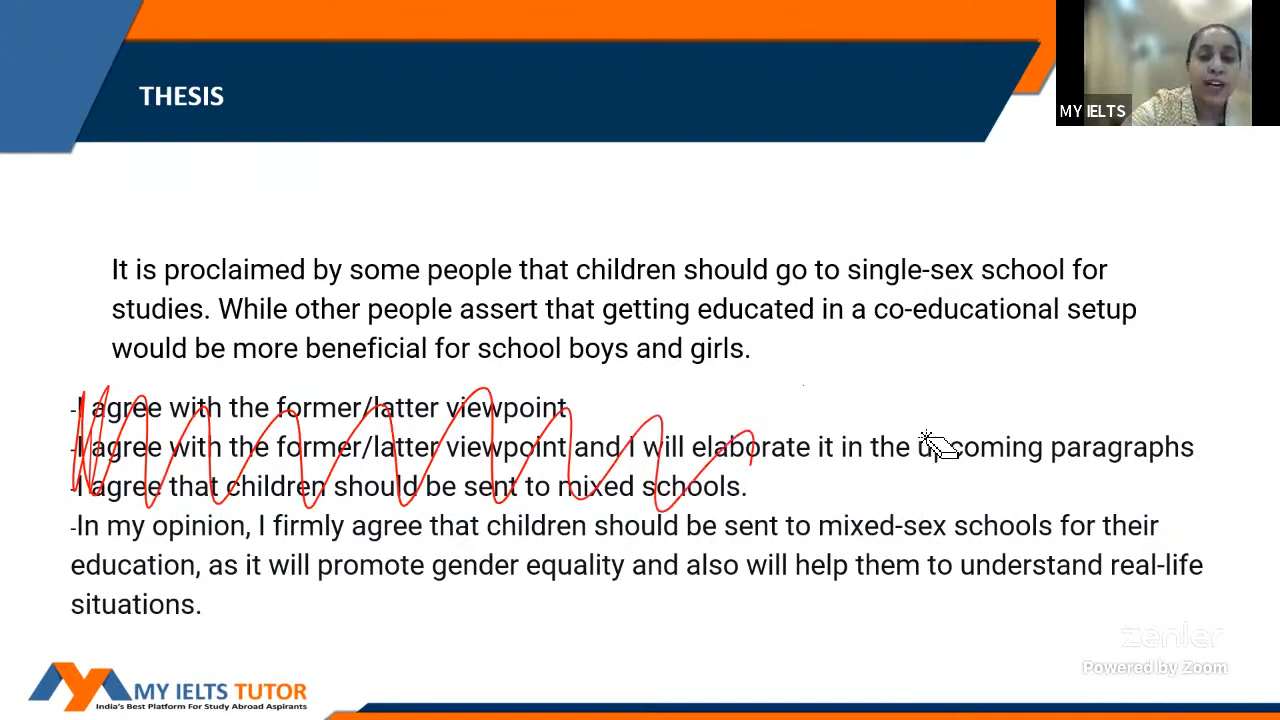 THESIS
MY IELTS
It is proclaimed by some people that children should go to single-sex school for
studies. While other people assert that getting educated in a co-educational setup
would be more beneficial for school boys and girls.
-I agree with the former/latter viewpoint
-I agree with the former/latter viewpoint and I will elaborate it in the upcoming paragraphs
-I agree that children should be sent to mixed schools.
-In my opinion, I firmly agree that children should be sent to mixed-sex schools for their
education, as it will promote gender equality and also will help them to understand real-life
situations.
zenler
Powered by Zoom
MY IELTS TUTOR
India's Best Platform For Study Abroad Aspirants